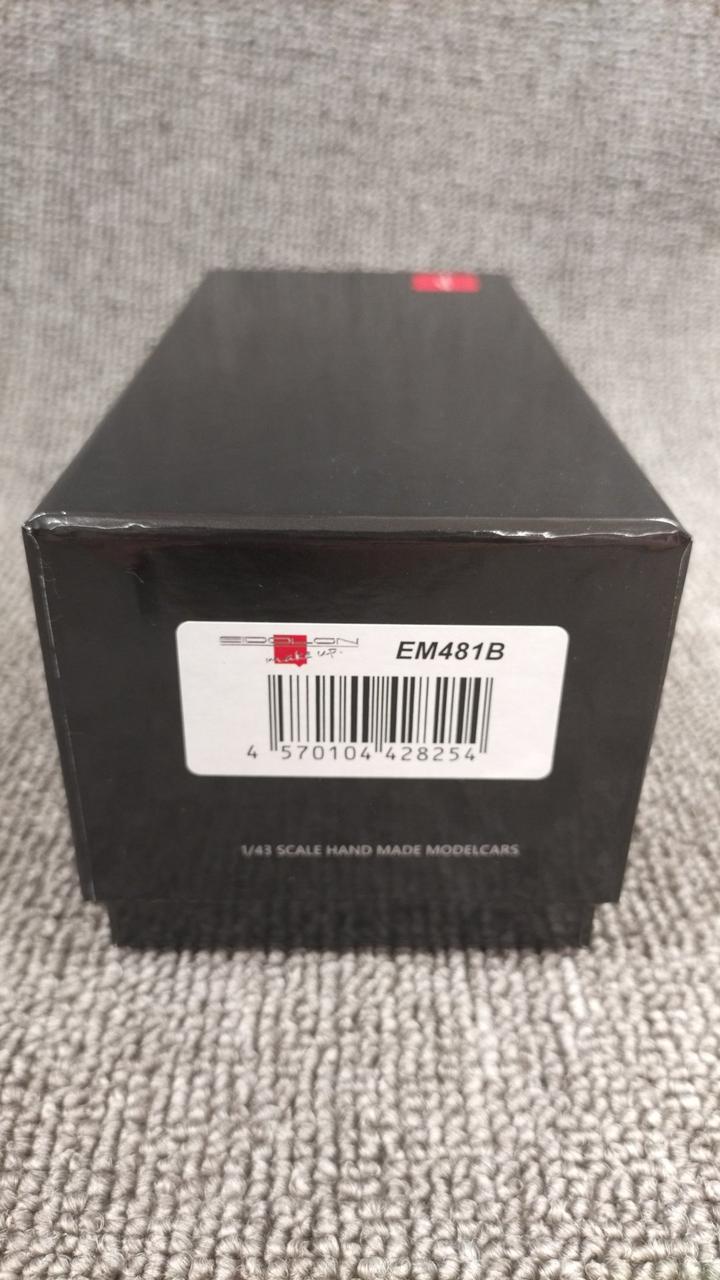 EIDOLON
make up.
EM481B
4 570104 428254
1/43 SCALE HAND MADE MODELCARS